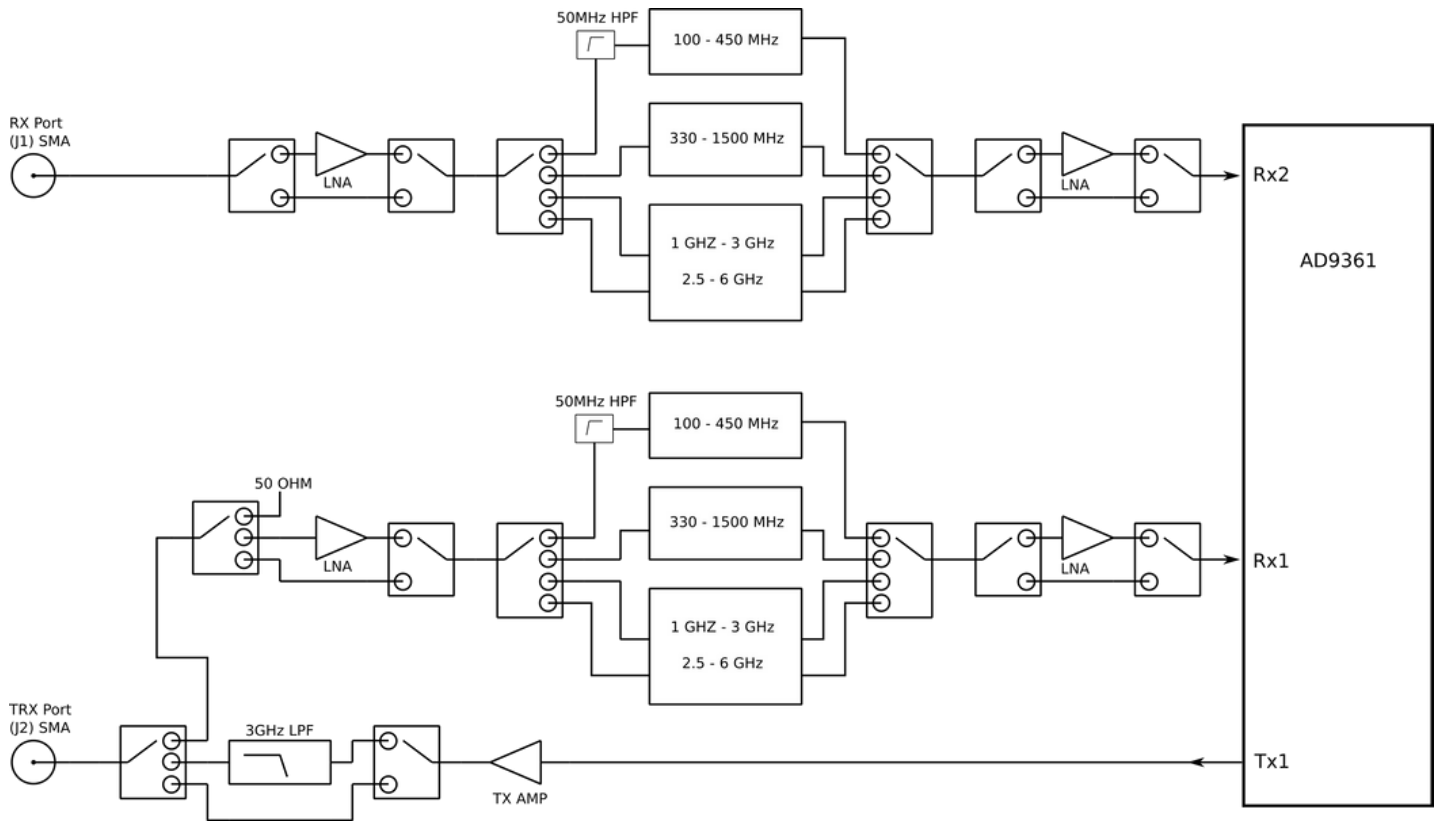 50MHz HPF
100 - 450 MHz
RX Port
(J1) SMA
LNA
330 - 1500 MHz
LNA
Rx2
1 GHZ - 3 GHz
2.5 - 6 GHz
AD9361
50MHz HPF
100 - 450 MHz
50 OHM
LNA
330 - 1500 MHz
LNA
Rx1
1 GHZ - 3 GHz
2.5 - 6 GHz
TRX Port
(J2) SMA
3GHz LPF
TX AMP
Tx1